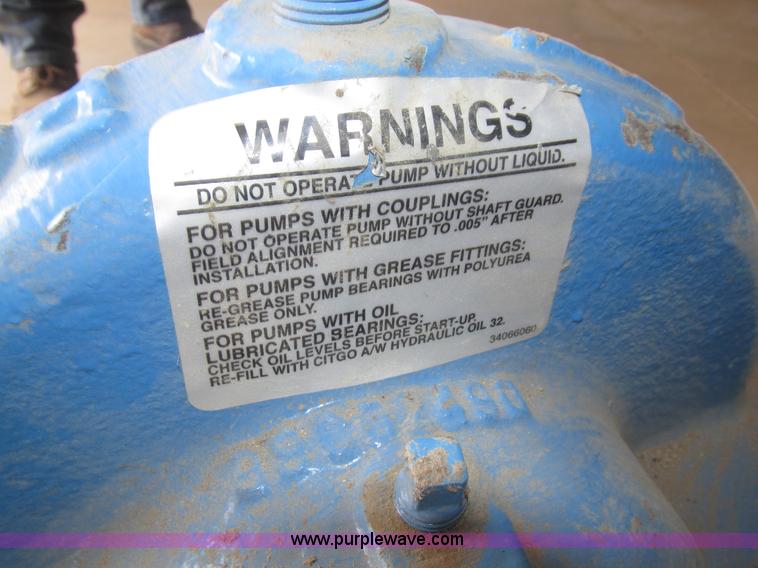 WARNINGS
DO NOT OPERATE PUMP WITHOUT LIQUID.
FOR PUMPS WITH COUPLINGS:
DO NOT OPERATE PUMP WITHOUT SHAFT GUARD.
FIELD ALIGNMENT REQUIRED TO .005" AFTER
INSTALLATION.
FOR PUMPS WITH GREASE FITTINGS:
RE-GREASE PUMP BEARINGS WITH POLYUREA
GREASE ONLY.
FOR PUMPS WITH OIL
LUBRICATED BEARINGS:
CHECK OIL LEVELS BEFORE START-UP.
RE-FILL WITH CITGO A/W HYDRAULIC OIL 32.
34066060
www.purplewave.com